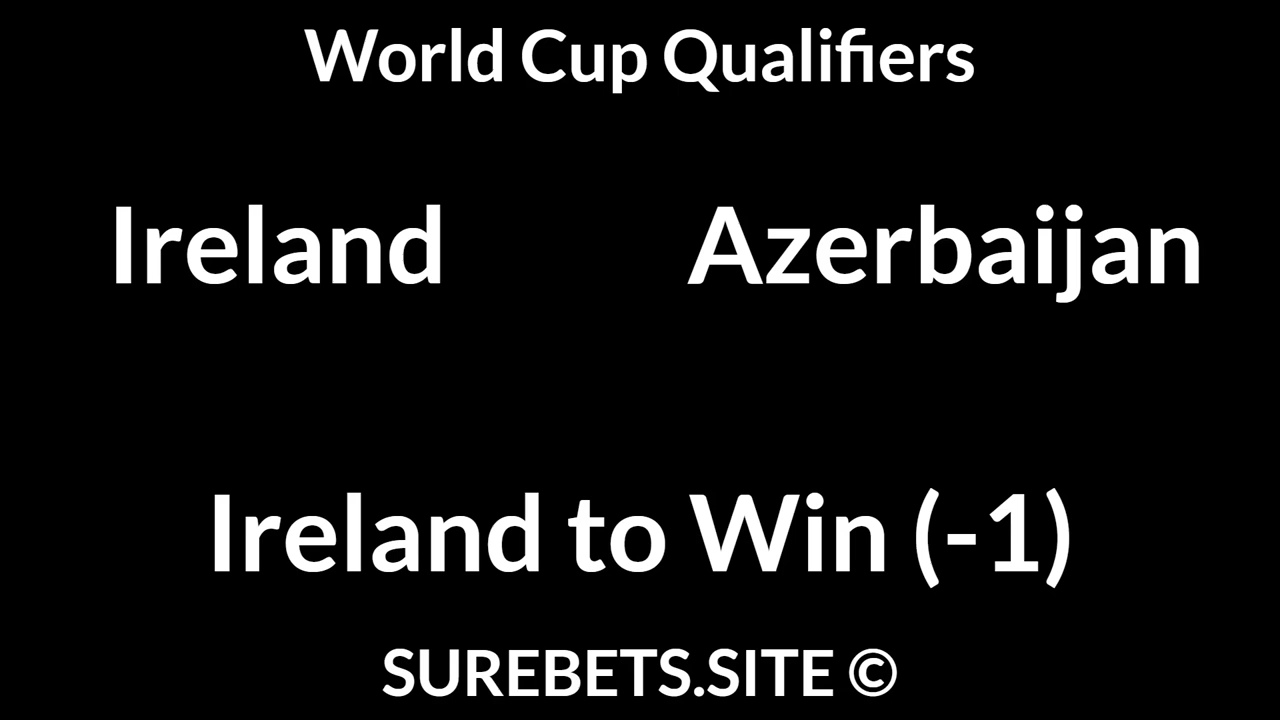 World Cup Qualifiers
Ireland Azerbaijan
Ireland to Win (-1)
SUREBETS.SITE ©